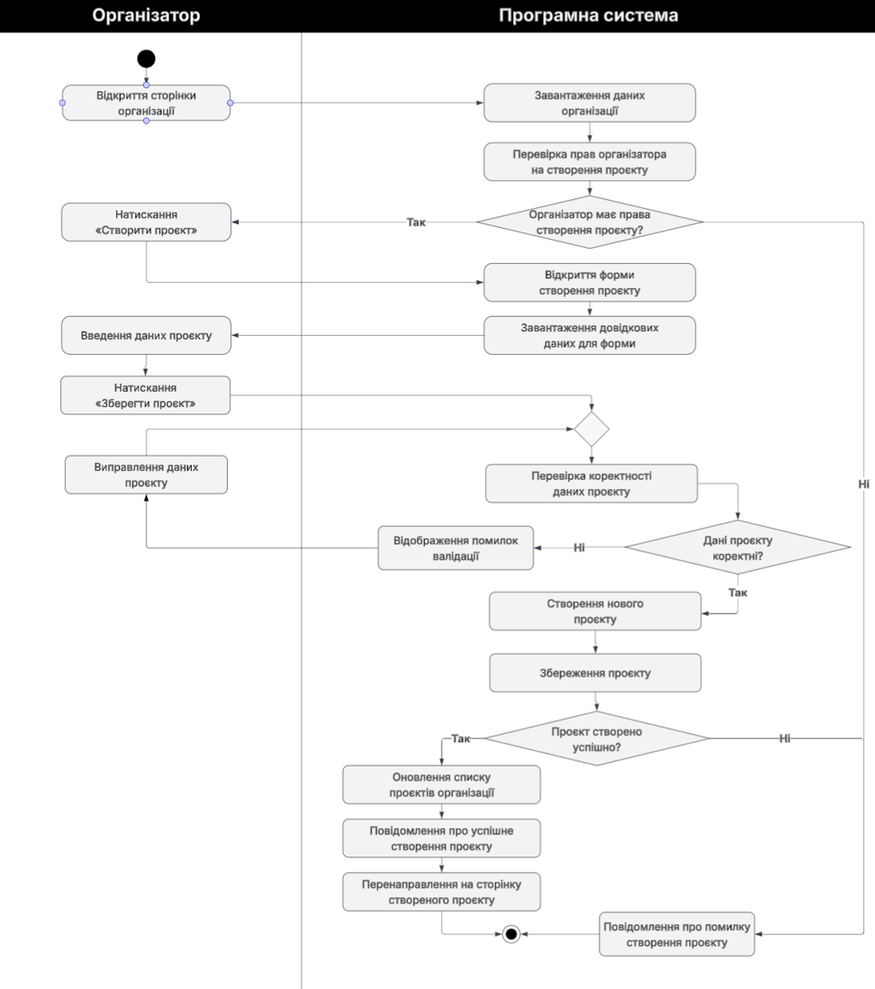 Організатор
Програмна система
Відкриття сторінки
організації
Завантаження даних
організації
Перевірка прав організатора
на створення проєкту
Організатор має права
створення проєкту?
Так
Натискання
«Створити проєкт»
Відкриття форми
створення проєкту
Завантаження довідкових
даних для форми
Введення даних проєкту
Натискання
«Зберегти проєкт»
Виправлення даних
проєкту
Перевірка коректності
даних проєкту
Ні
Дані проєкту
коректні?
Ні
Відображення помилок
валідації
Так
Створення нового
проєкту
Збереження проєкту
Проєкт створено
успішно?
Так
Ні
Оновлення списку
проєктів організації
Повідомлення про успішне
створення проєкту
Перенаправлення на сторінку
створеного проєкту
Повідомлення про помилку
створення проєкту